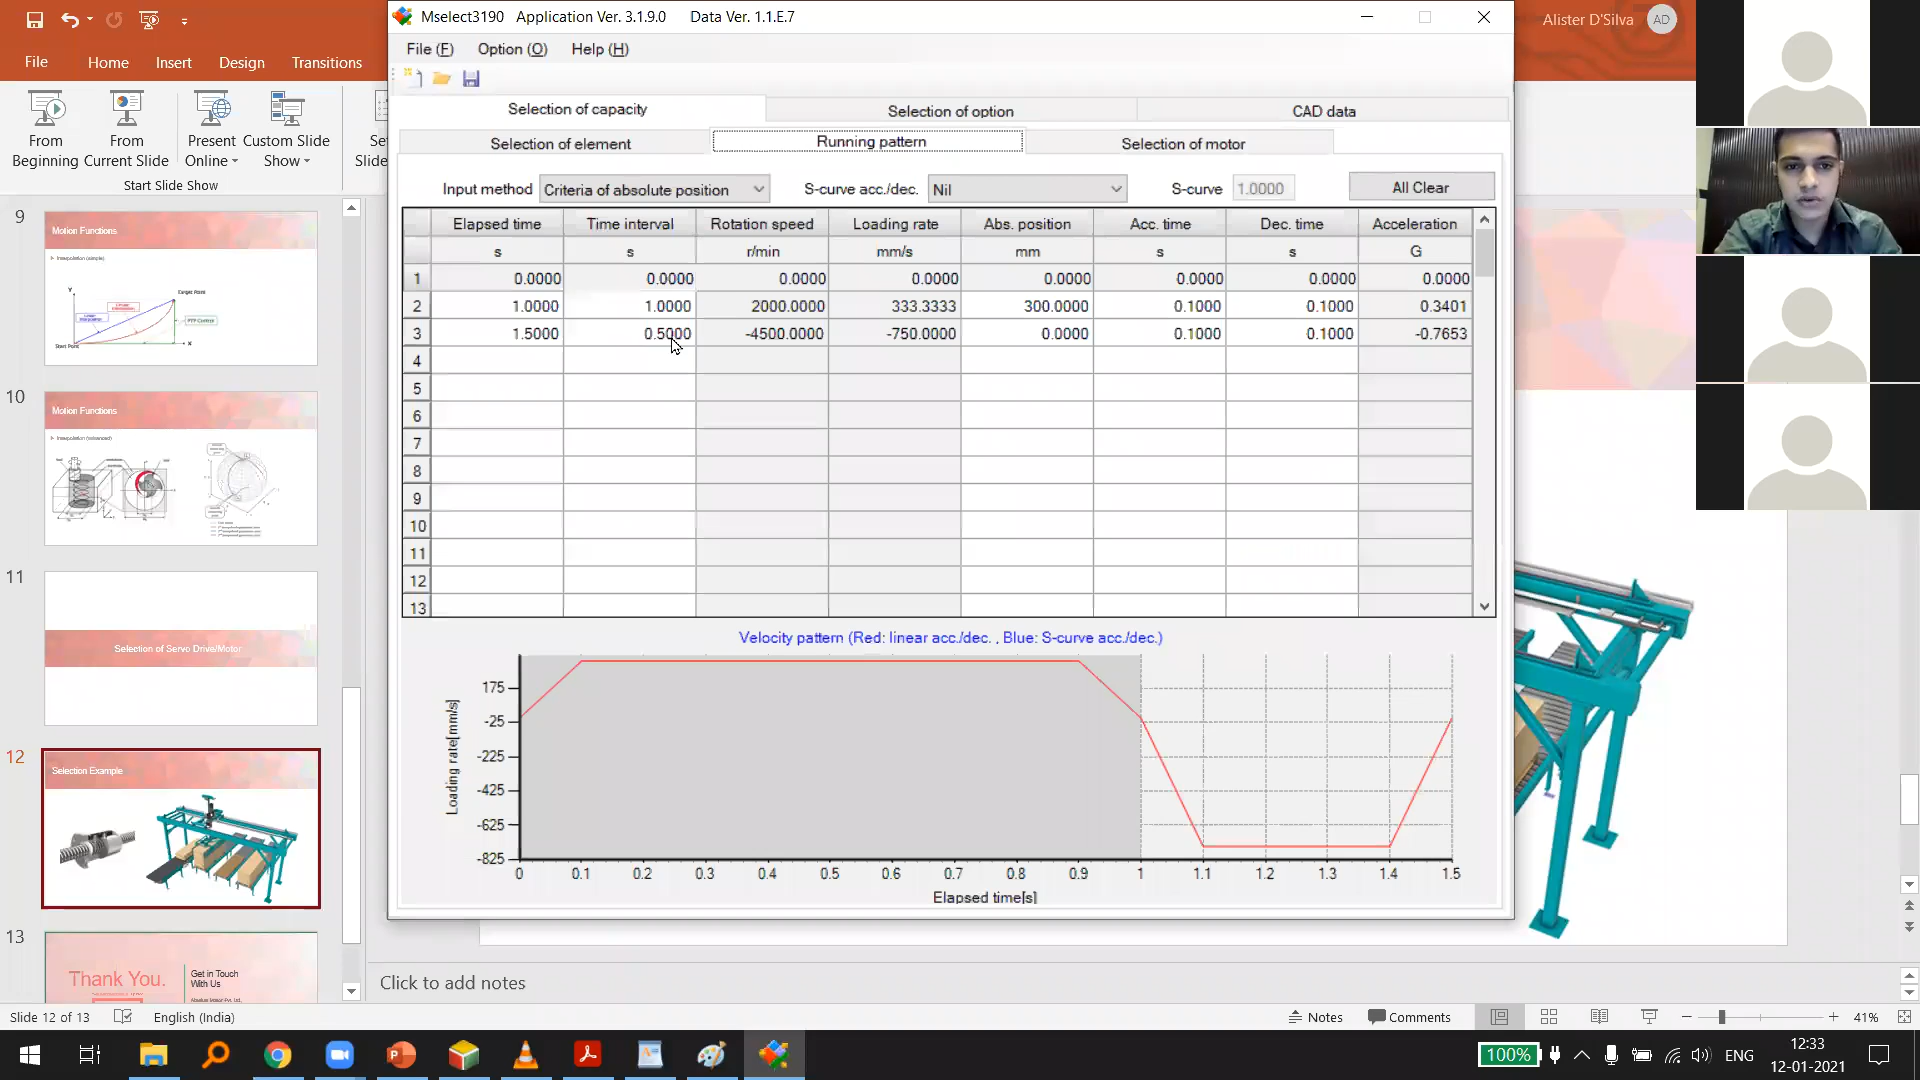 Mselect3190 Application Ver. 3.1.9.0 Data Ver. 1.1.E.7
Alister D'Silva AD
File (F) Option (O) Help (H)
File Home Insert Design Transitions
From Beginning
From Current Slide
Present Online
Custom Slide Show
Set
Slide
Start Slide Show
Selection of capacity Selection of option CAD data
Selection of element Running pattern Selection of motor
Input method Criteria of absolute position S-curve acc./dec. Nil S-curve 1.0000 All Clear
Elapsed time Time interval Rotation speed Loading rate Abs. position Acc. time Dec. time Acceleration
s s r/min mm/s mm s s G
1 0.0000 0.0000 0.0000 0.0000 0.0000 0.0000 0.0000 0.0000
2 1.0000 1.0000 2000.0000 333.3333 300.0000 0.1000 0.1000 0.3401
3 1.5000 0.5000 -4500.0000 -750.0000 0.0000 0.1000 0.1000 -0.7653
4
5
6
7
8
9
10
11
12
13
Velocity pattern (Red: linear acc./dec. , Blue: S-curve acc./dec.)
Loading rate[mm/s]
175
-25
-225
-425
-625
-825
0 0.1 0.2 0.3 0.4 0.5 0.6 0.7 0.8 0.9 1 1.1 1.2 1.3 1.4 1.5
Elapsed time[s]
9
Motion Functions
Interpolation (simple)
Y
Target Point
PTP Control
Start Point
X
10
Motion Functions
Interpolation (advanced)
11
Selection of Servo Drive/Motor
12
Selection Example
13
Thank You.
Get in Touch
With Us
Click to add notes
Slide 12 of 13 English (India) Notes Comments 41%
100% ENG 12:33
12-01-2021